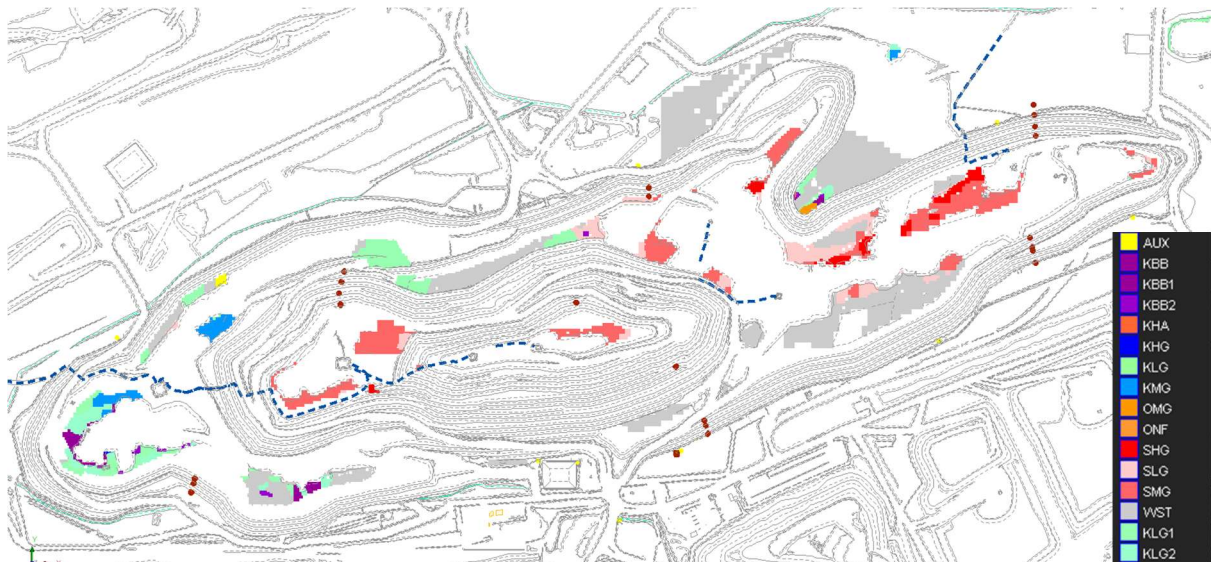 AUX
KBB
KBB1
KBB2
KHA
KHG
KLG
KMG
OMG
ONF
SHG
SLG
SMG
WST
KLG1
KLG2
Y